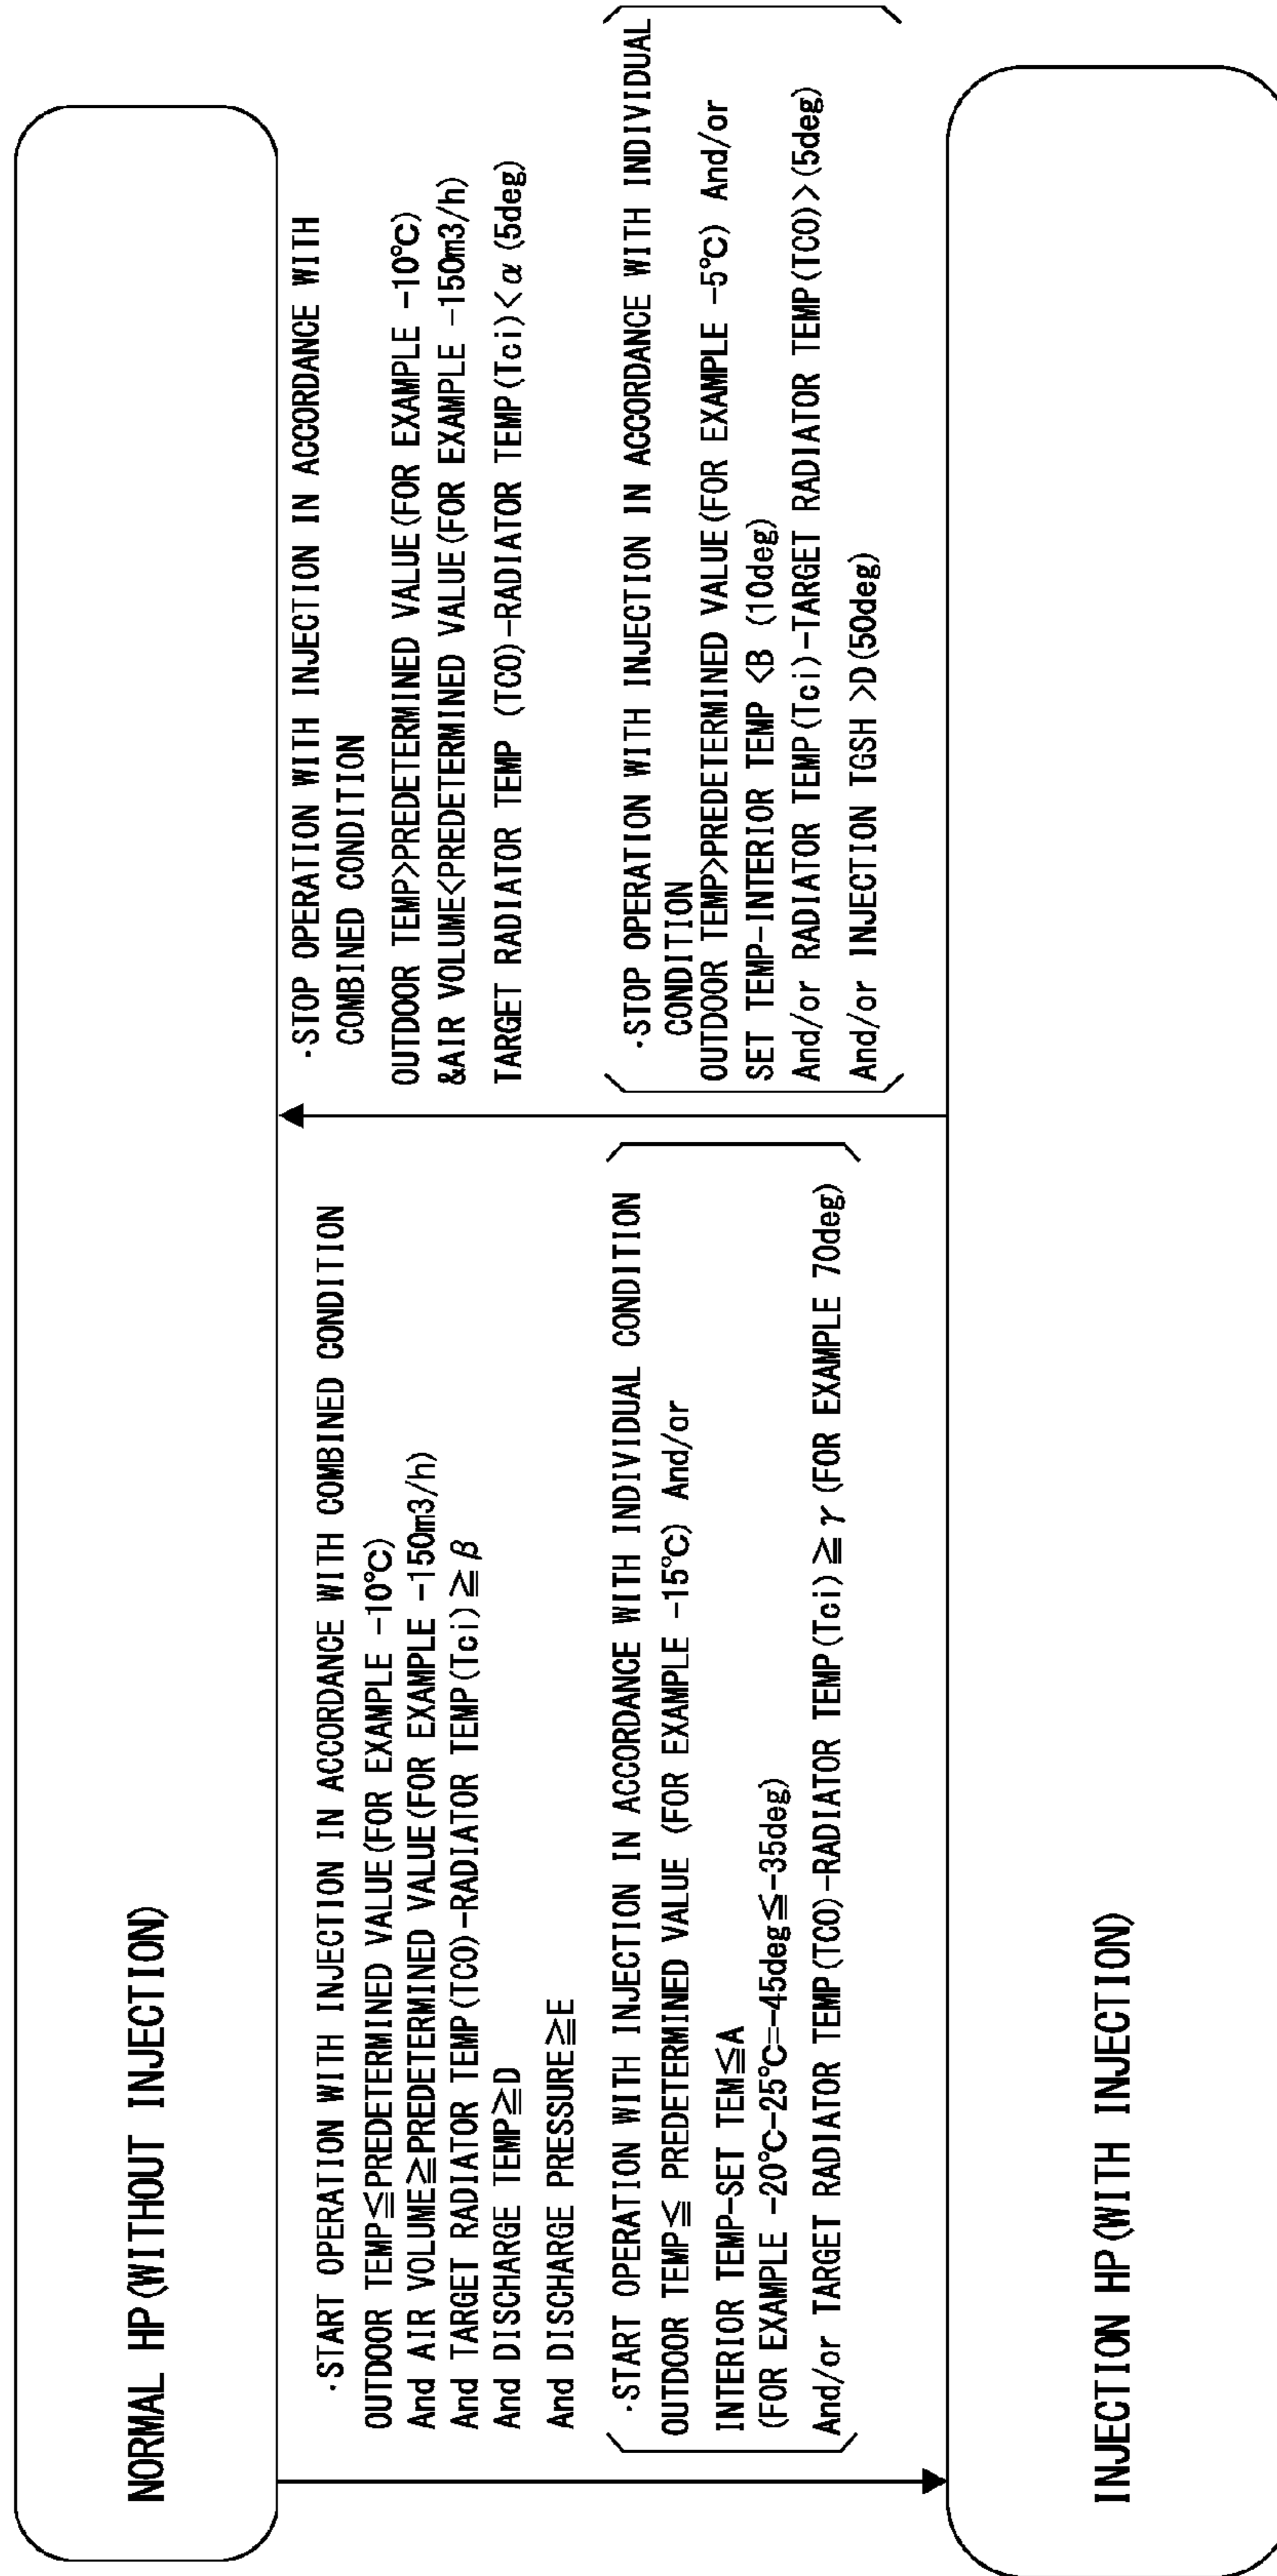 NORMAL HP(WITHOUT INJECTION)
·START OPERATION WITH INJECTION IN ACCORDANCE WITH COMBINED CONDITION
OUTDOOR TEMP≦PREDETERMINED VALUE(FOR EXAMPLE -10℃)
And AIR VOLUME≧PREDETERMINED VALUE(FOR EXAMPLE -150m3/h)
And TARGET RADIATOR TEMP(TCO)-RADIATOR TEMP(Tci)≧β
And DISCHARGE TEMP≧D
And DISCHARGE PRESSURE≧E
·START OPERATION WITH INJECTION IN ACCORDANCE WITH INDIVIDUAL CONDITION
OUTDOOR TEMP≦ PREDETERMINED VALUE (FOR EXAMPLE -15℃) And/or
INTERIOR TEMP-SET TEM≦A
(FOR EXAMPLE -20℃-25℃=-45deg≦-35deg)
And/or TARGET RADIATOR TEMP(TCO)-RADIATOR TEMP(Tci)≧γ(FOR EXAMPLE 70deg)
·STOP OPERATION WITH INJECTION IN ACCORDANCE WITH
COMBINED CONDITION
OUTDOOR TEMP>PREDETERMINED VALUE(FOR EXAMPLE -10℃)
&AIR VOLUME<PREDETERMINED VALUE(FOR EXAMPLE -150m3/h)
TARGET RADIATOR TEMP (TCO)-RADIATOR TEMP(Tci)<α(5deg)
·STOP OPERATION WITH INJECTION IN ACCORDANCE WITH INDIVIDUAL
CONDITION
OUTDOOR TEMP>PREDETERMINED VALUE(FOR EXAMPLE -5℃) And/or
SET TEMP-INTERIOR TEMP <B (10deg)
And/or RADIATOR TEMP(Tci)-TARGET RADIATOR TEMP(TCO)>(5deg)
And/or INJECTION TGSH >D(50deg)
INJECTION HP(WITH INJECTION)